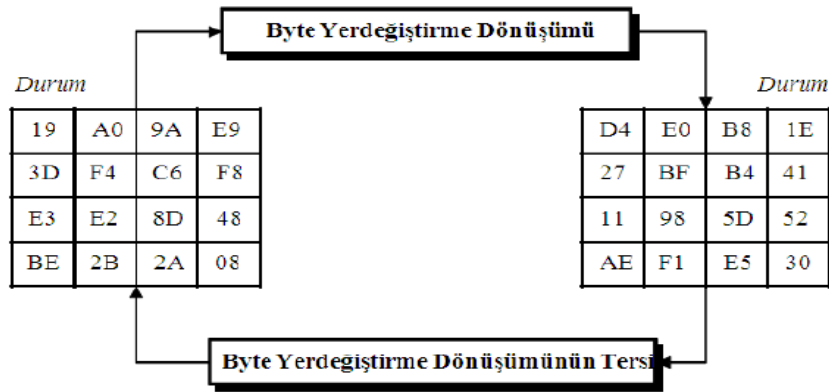 Byte Yerdeğiştirme Dönüşümü
Durum Durum
19 A0 9A E9 D4 E0 B8 1E
3D F4 C6 F8 27 BF B4 41
E3 E2 8D 48 11 98 5D 52
BE 2B 2A 08 AE F1 E5 30
Byte Yerdeğiştirme Dönüşümünün Tersi